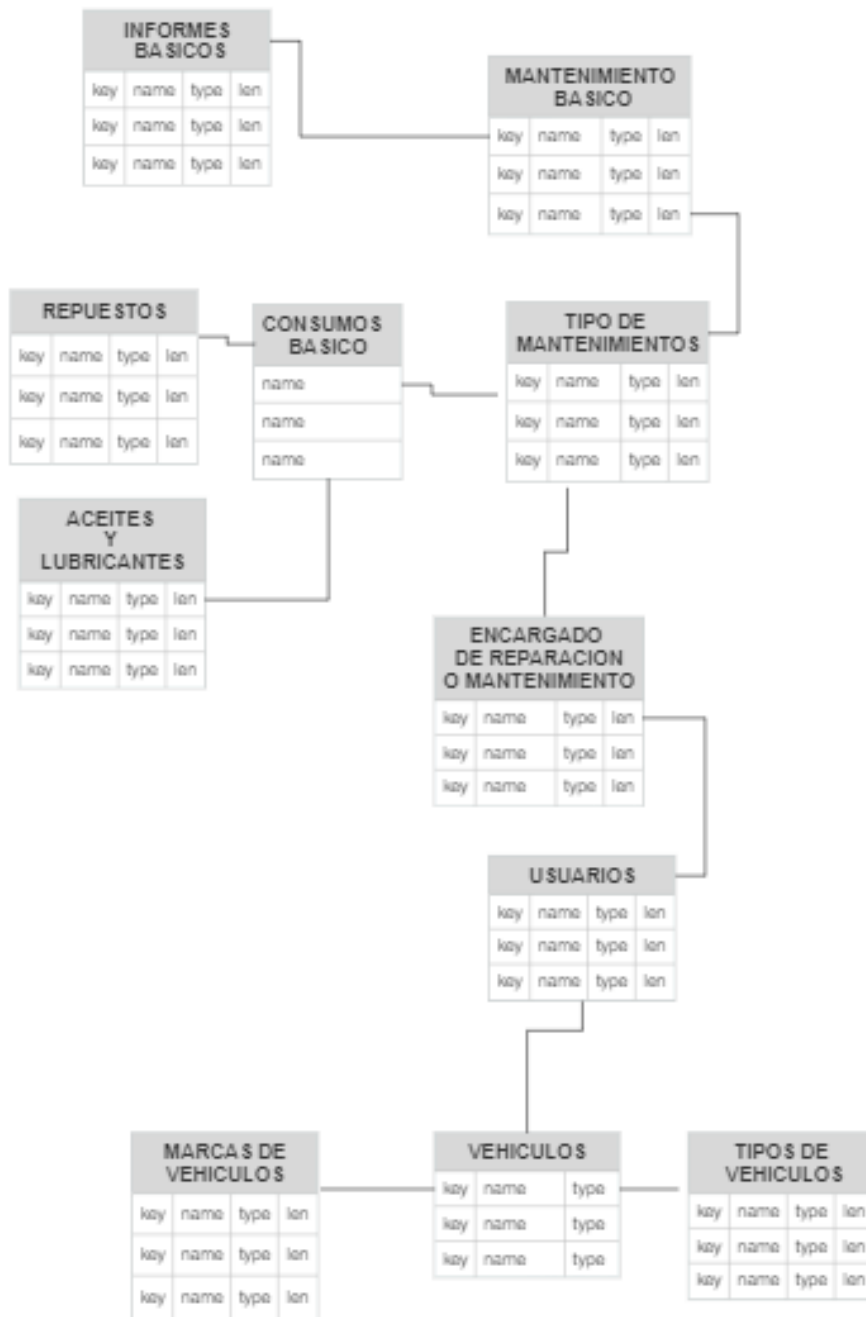 INFORMES
BASICOS
key name type len
key name type len
key name type len
MANTENIMIENTO
BASICO
key name type len
key name type len
key name type len
REPUESTOS
key name type len
key name type len
key name type len
CONSUMOS
BASICO
name
name
name
TIPO DE
MANTENIMIENTOS
key name type len
key name type len
key name type len
ACEITES
Y
LUBRICANTES
key name type len
key name type len
key name type len
ENCARGADO
DE REPARACION
O MANTENIMIENTO
key name type len
key name type len
key name type len
USUARIOS
key name type len
key name type len
key name type len
MARCAS DE
VEHICULOS
key name type len
key name type len
key name type len
VEHICULOS
key name type
key name type
key name type
TIPOS DE
VEHICULOS
key name type len
key name type len
key name type len